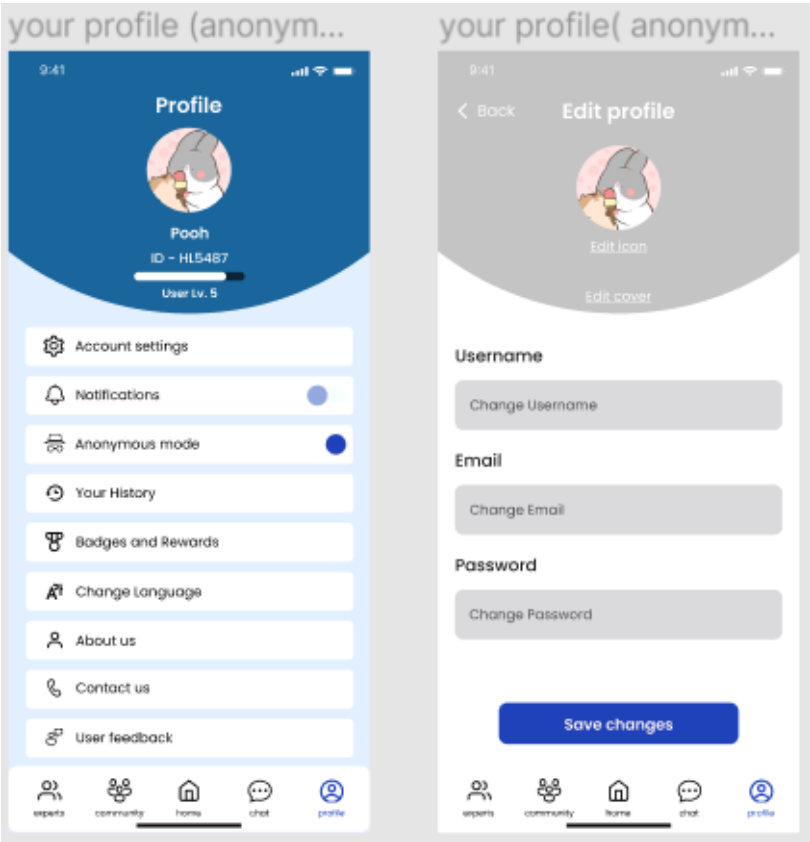 your profile (anonym...
9:41
Profile
Pooh
ID - HL5487
User Lv. 5
Account settings
Notifications
Anonymous mode
Your History
Badges and Rewards
Change Language
About us
Contact us
User feedback
experts community home chat profile
your profile( anonym...
9:41
Back Edit profile
Edit icon
Edit cover
Username
Change Username
Email
Change Email
Password
Change Password
Save changes
experts community home chat profile